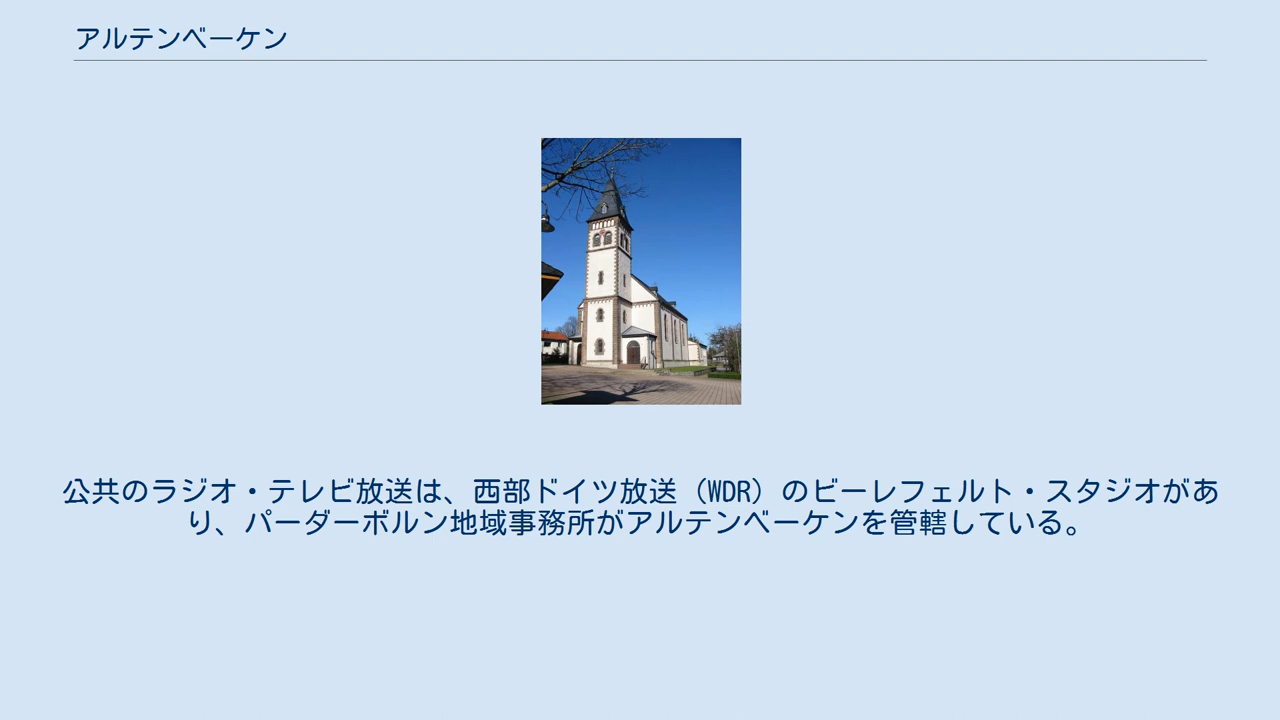 アルテンベーケン
公共のラジオ・テレビ放送は、西部ドイツ放送（WDR）のビーレフェルト・スタジオがあ
り、パーダーボルン地域事務所がアルテンベーケンを管轄している。